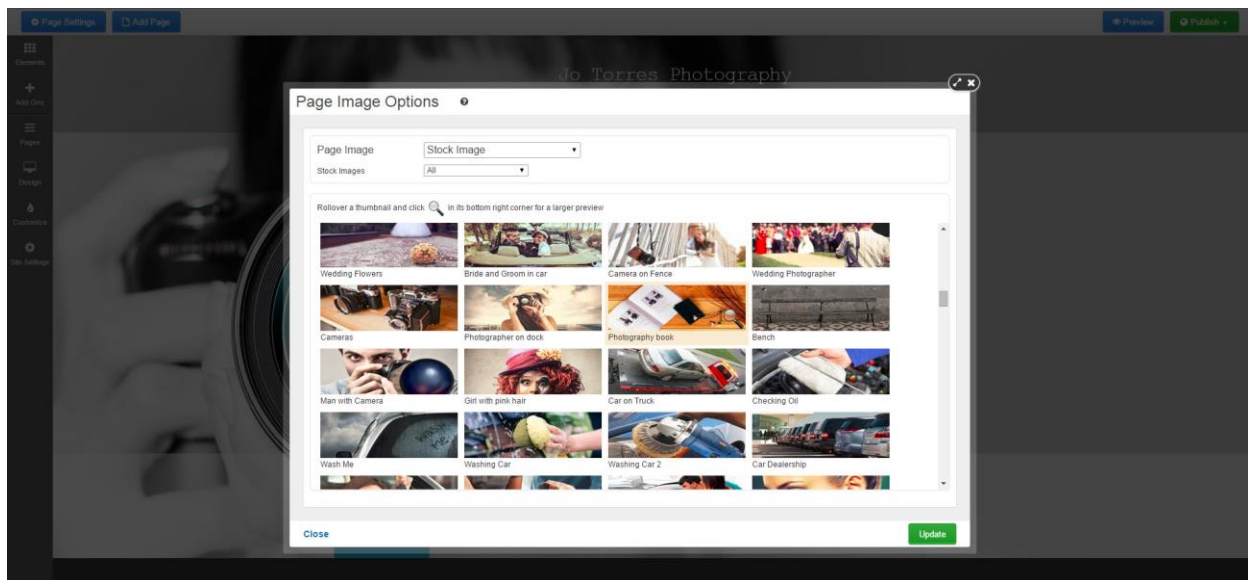 Page Settings
Add Page
Preview
Publish
Elements
Add-Ons
Pages
Design
Customize
Site Settings
Jo Torres Photography
Page Image Options
Page Image
Stock Image
Stock Images
All
Rollover a thumbnail and click in its bottom right corner for a larger preview
Wedding Flowers
Bride and Groom in car
Camera on Fence
Wedding Photographer
Cameras
Photographer on dock
Photography book
Bench
Man with Camera
Girl with pink hair
Car on Truck
Checking Oil
WASH
ME
Wash Me
Washing Car
Washing Car 2
Car Dealership
Close
Update